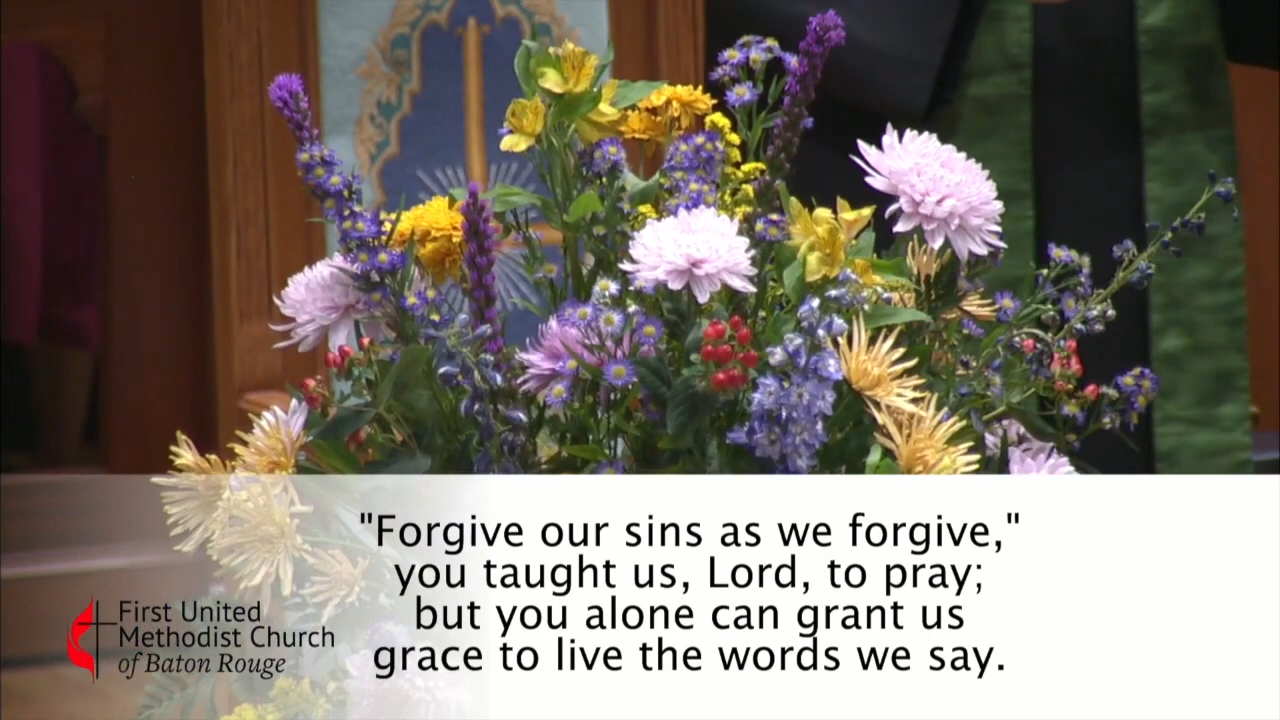 "Forgive our sins as we forgive,"
you taught us, Lord, to pray;
but you alone can grant us
grace to live the words we say.
First United
Methodist Church
of Baton Rouge